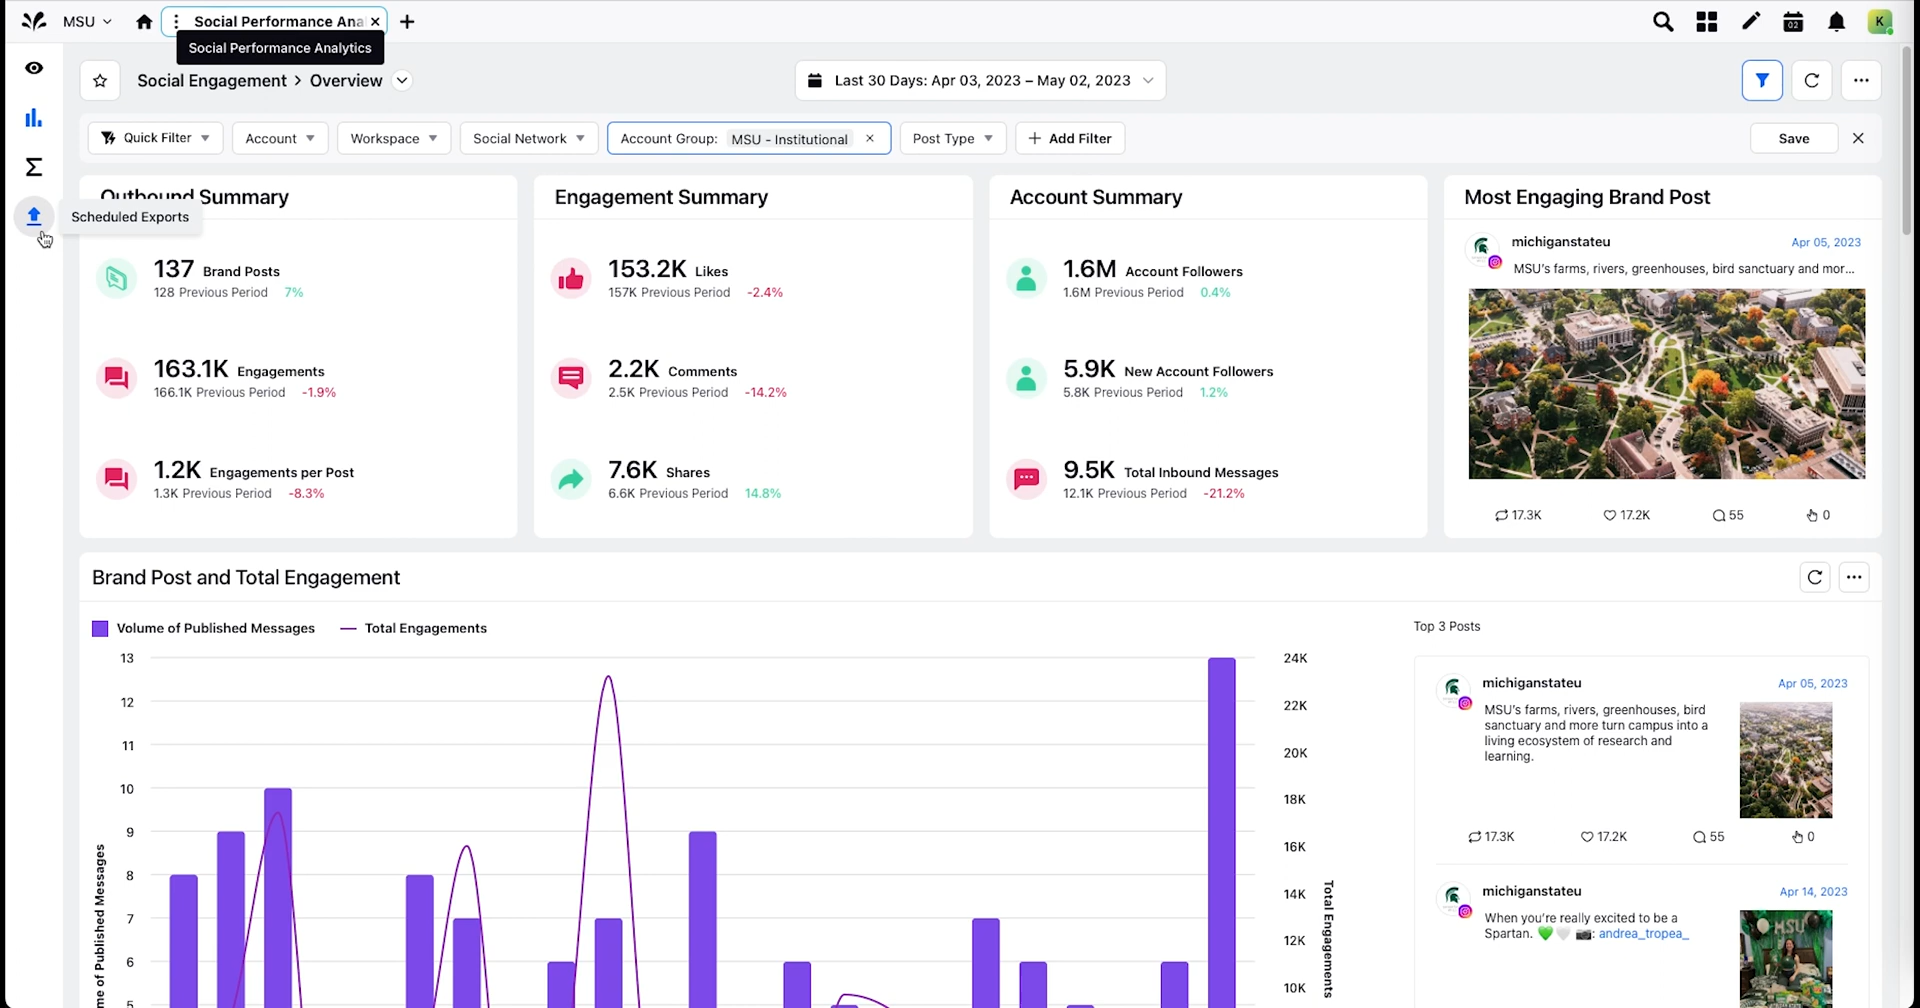 MSU
Social Performance Ana
Social Performance Analytics
02
K
Social Engagement > Overview
Last 30 Days: Apr 03, 2023 – May 02, 2023
Quick Filter
Account
Workspace
Social Network
Account Group: MSU - Institutional
Post Type
Add Filter
Save
Scheduled Exports
Outbound Summary
137 Brand Posts
128 Previous Period 7%
163.1K Engagements
166.1K Previous Period -1.9%
1.2K Engagements per Post
1.3K Previous Period -8.3%
Engagement Summary
153.2K Likes
157K Previous Period -2.4%
2.2K Comments
2.5K Previous Period -14.2%
7.6K Shares
6.6K Previous Period 14.8%
Account Summary
1.6M Account Followers
1.6M Previous Period 0.4%
5.9K New Account Followers
5.8K Previous Period 1.2%
9.5K Total Inbound Messages
12.1K Previous Period -21.2%
Most Engaging Brand Post
michiganstateu Apr 05, 2023
MSU's farms, rivers, greenhouses, bird sanctuary and mor...
17.3K 17.2K 55 0
Brand Post and Total Engagement
Volume of Published Messages
Total Engagements
13
12
11
10
9
8
7
6
5
me of Published Messages
24K
22K
20K
18K
16K
14K
12K
10K
Total Engagements
Top 3 Posts
michiganstateu Apr 05, 2023
MSU's farms, rivers, greenhouses, bird
sanctuary and more turn campus into a
living ecosystem of research and
learning.
17.3K 17.2K 55 0
michiganstateu Apr 14, 2023
When you're really excited to be a
Spartan. 💚🤍 📷: andrea_tropea_
MSU